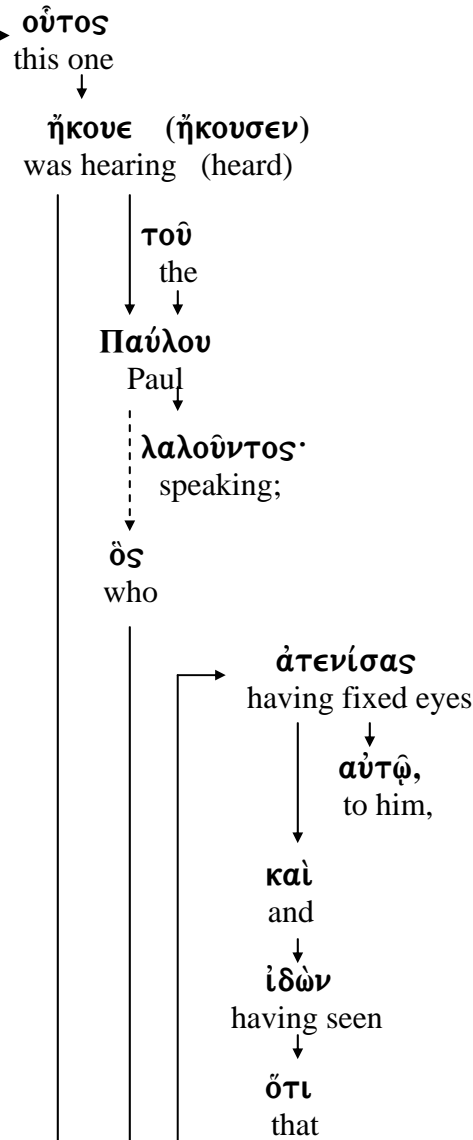 οὗτος
this one
ἤκουε (ἤκουσεν)
was hearing (heard)
τοῦ
the
Παύλου
Paul
λαλοῦντος·
speaking;
ὃς
who
ἀτενίσας
having fixed eyes
αὐτῷ,
to him,
καὶ
and
ἰδὼν
having seen
ὅτι
that